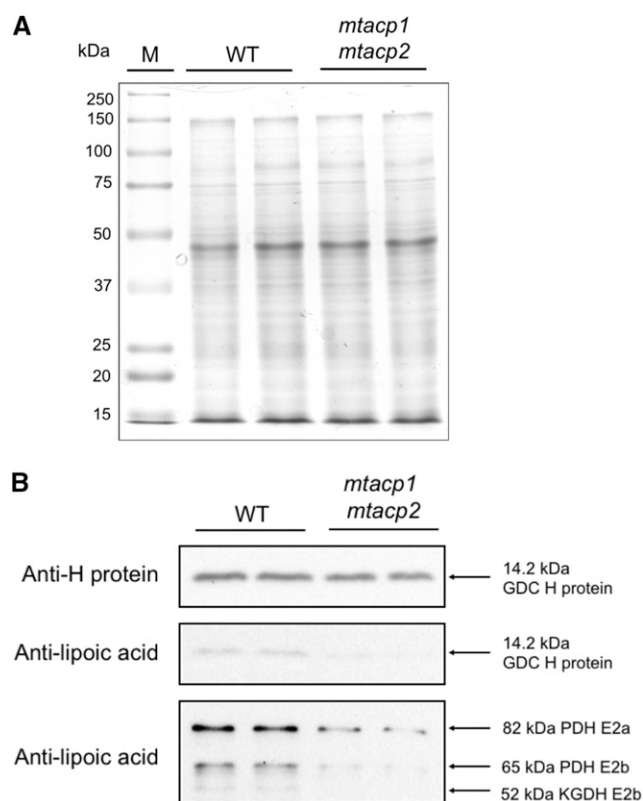 A
kDa
M
WT
mtacp1
mtacp2
250
150
100
75
50
37
25
20
15
B
WT
mtacp1
mtacp2
Anti-H protein
14.2 kDa
GDC H protein
Anti-lipoic acid
14.2 kDa
GDC H protein
Anti-lipoic acid
82 kDa PDH E2a
65 kDa PDH E2b
52 kDa KGDH E2b